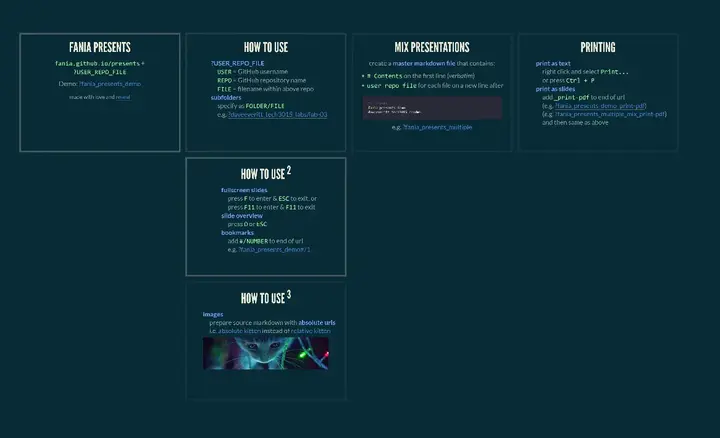 FANIA PRESENTS
fania.github.io/presents +
?USER_REPO_FILE
Demo: ?fania_presents_demo
made with love and reveal
HOW TO USE
?USER_REPO_FILE
USER = GitHub username
REPO = GitHub repository name
FILE = filename within above repo
subfolders
specify as FOLDER/FILE
e.g.
HOW TO USE 2
fullscreen slides
press F to enter & ESC to exit, or
press F11 to enter & F11 to exit
slide overview
press O or ESC
bookmarks
add #/NUMBER to end of url
e.g. ?fania_presents_demo#/1
HOW TO USE 3
images
prepare source markdown with absolute urls
i.e. absolute kitten instead of relative kitten
MIX PRESENTATIONS
create a master markdown file that contains:
# Contents on the first line (verbatim)
user repo file for each file on a new line after
fania presents demo
e.g. ?fania_presents_multiple
PRINTING
print as text
right click and select Print...
or press Ctrl + P
print as slides
add _print-pdf to end of url
(e.g. ?fania_presents_demo_print-pdf)
(e.g. ?fania_presents_multiple_mix_print-pdf)
and then same as above